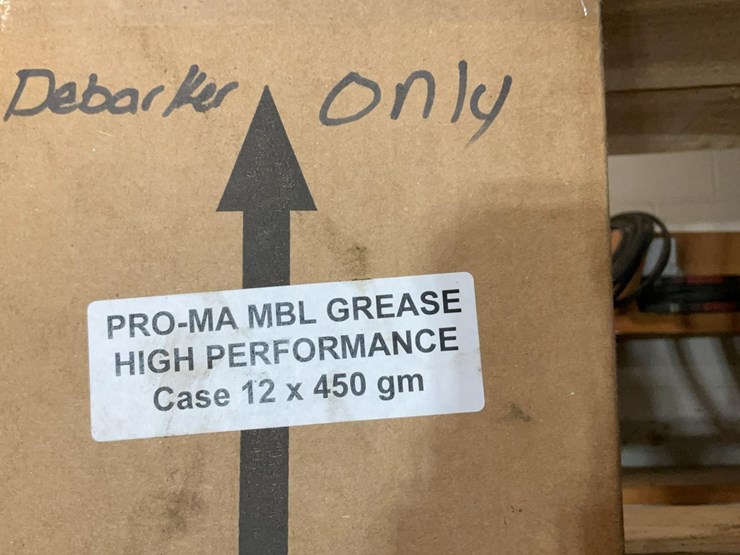 Debarker only
PRO-MA MBL GREASE
HIGH PERFORMANCE
Case 12 x 450 gm